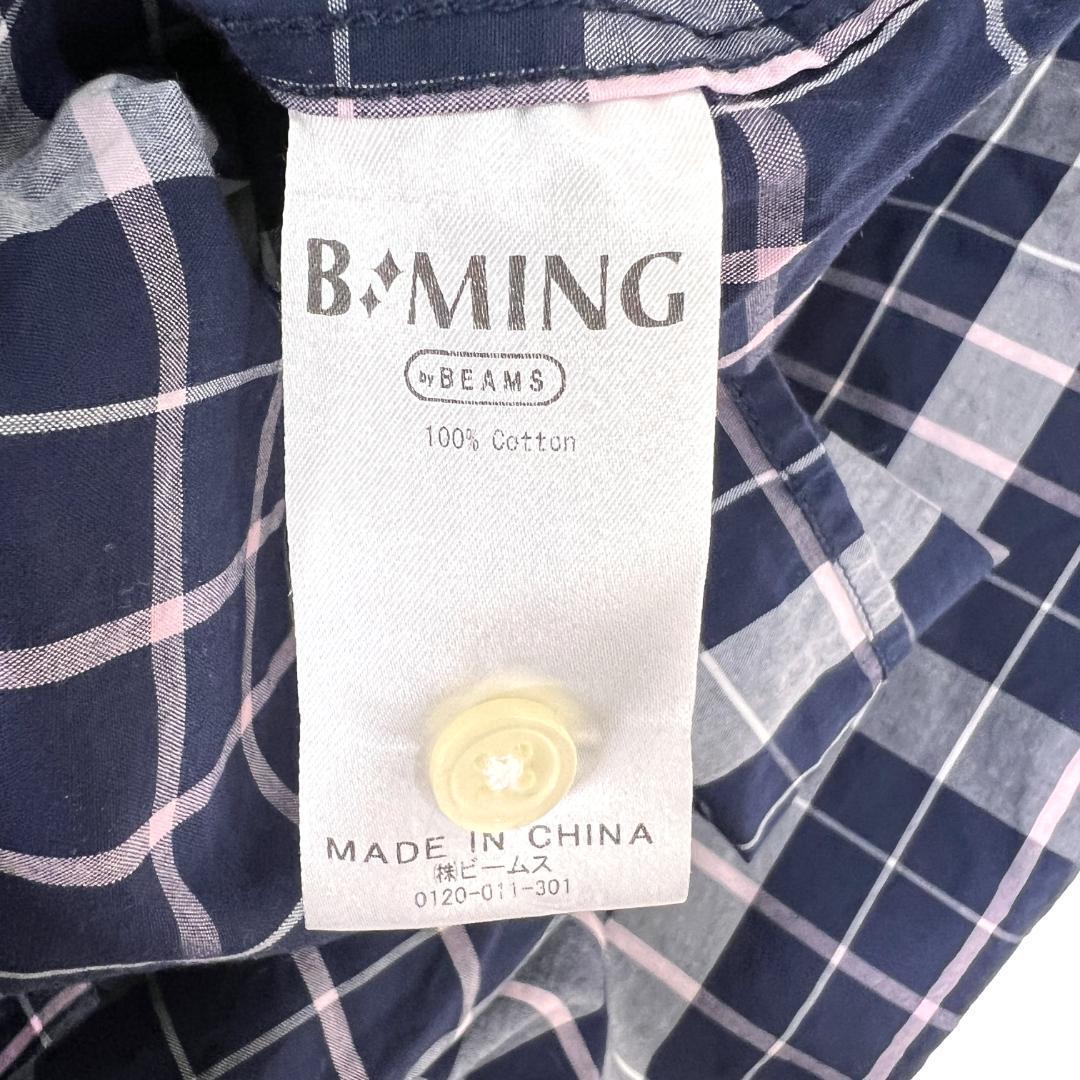 B:MING
by BEAMS
100% Cotton
MADE IN CHINA
㈱ビームス
0120-011-301